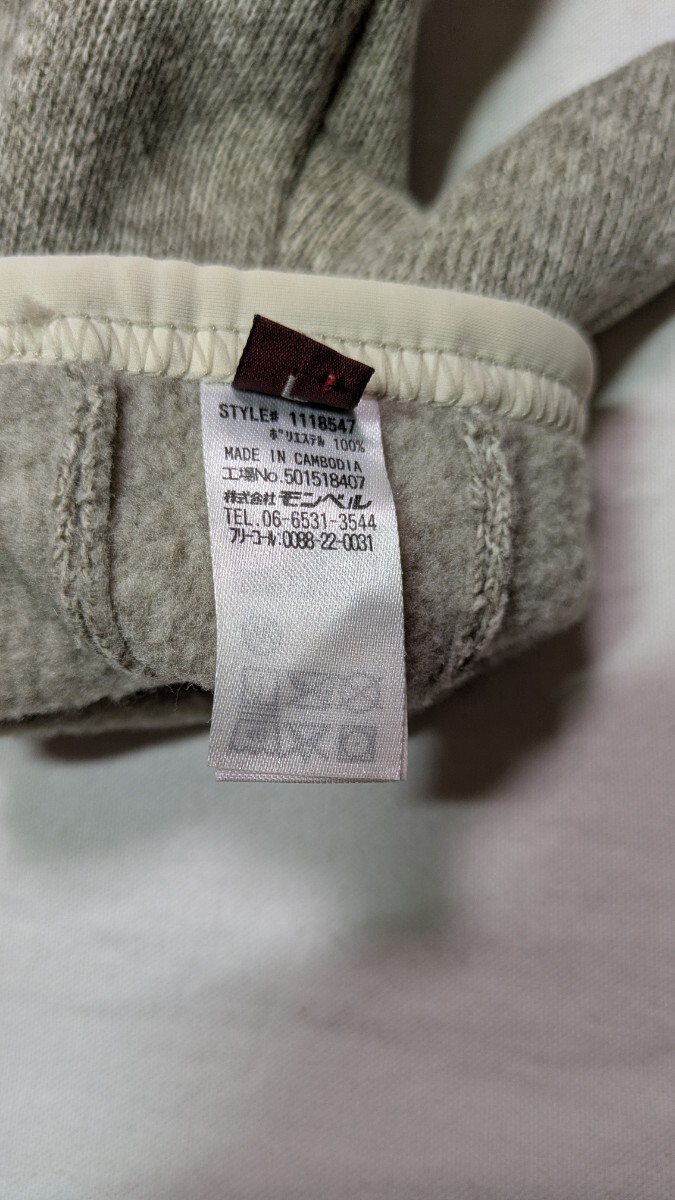 STYLE# 1118547
ポリエステル 100%
MADE IN CAMBODIA
工場No.501518407
株式会社 モンベル
TEL.06-6531-3544
フリーコール:0088-22-0031